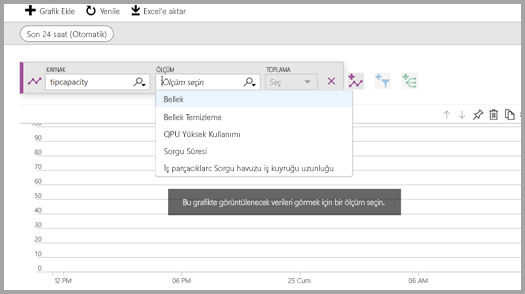 Grafik Ekle Yenile Excel'e aktar
Son 24 saat (Otomatik)
KAYNAK ÖLÇÜM TOPLAMA
tipcapacity Ölçüm seçin Seç
Bellek
Bellek Temizleme
QPU Yüksek Kullanımı
Sorgu Süresi
İş parçacıklarc Sorgu havuzu iş kuyruğu uzunluğu
100
90
80
70
60
50
40
Bu grafikte görüntülenecek verileri görmek için bir ölçüm seçin.
30
20
10
0
12 PM 06 PM 25 Cum 06 AM